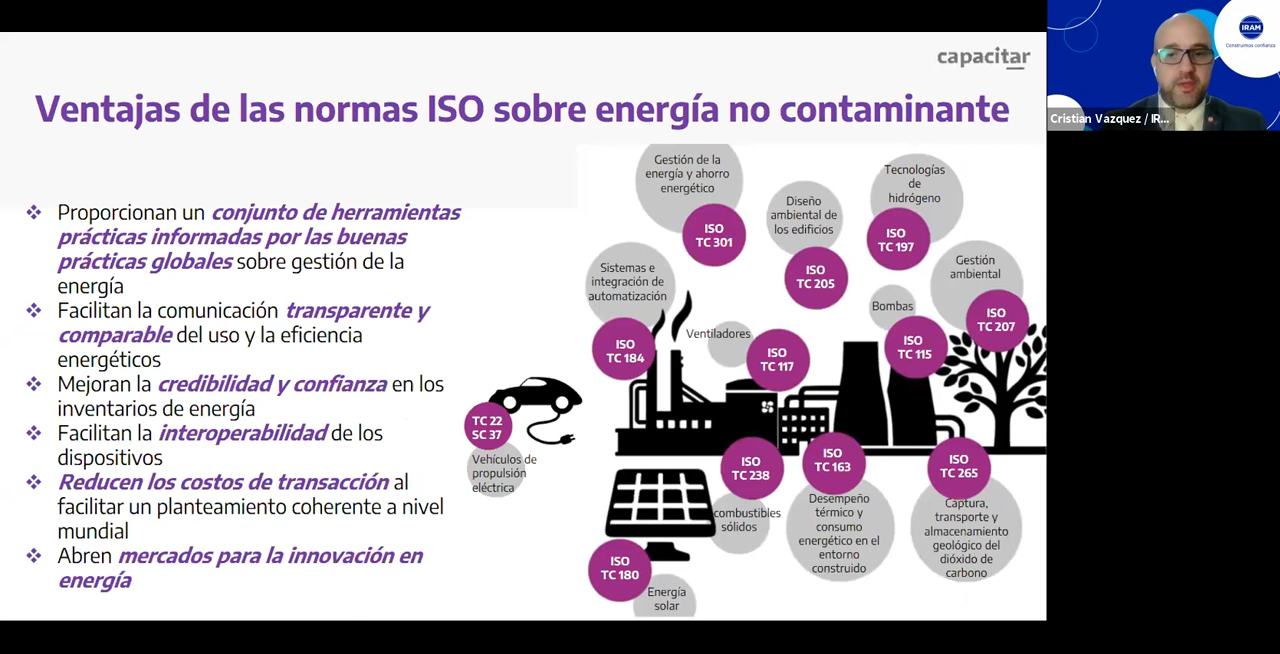 capacitar
IRAM
Construimos confianza
Cristian Vazquez / IR...
Ventajas de las normas ISO sobre energía no contaminante
❖ Proporcionan un conjunto de herramientas
prácticas informadas por las buenas
prácticas globales sobre gestión de la
energía
❖ Facilitan la comunicación transparente y
comparable del uso y la eficiencia
energéticos
❖ Mejoran la credibilidad y confianza en los
inventarios de energía
❖ Facilitan la interoperabilidad de los
dispositivos
❖ Reducen los costos de transacción al
facilitar un planteamiento coherente a nivel
mundial
❖ Abren mercados para la innovación en
energía
Gestión de la
energía y ahorro
energético
ISO
TC 301
Diseño
ambiental de
los edificios
ISO
TC 205
Tecnologías
de
hidrógeno
ISO
TC 197
Gestión
ambiental
ISO
TC 207
Sistemas e
integración de
automatización
ISO
TC 184
Ventiladores
ISO
TC 117
Bombas
ISO
TC 115
TC 22
SC 37
Vehículos de
propulsión
eléctrica
ISO
TC 238
combustibles
sólidos
ISO
TC 163
Desempeño
térmico y
consumo
energético en el
entorno
construido
ISO
TC 265
Captura,
transporte y
almacenamiento
geológico del
dióxido de
carbono
ISO
TC 180
Energía
solar